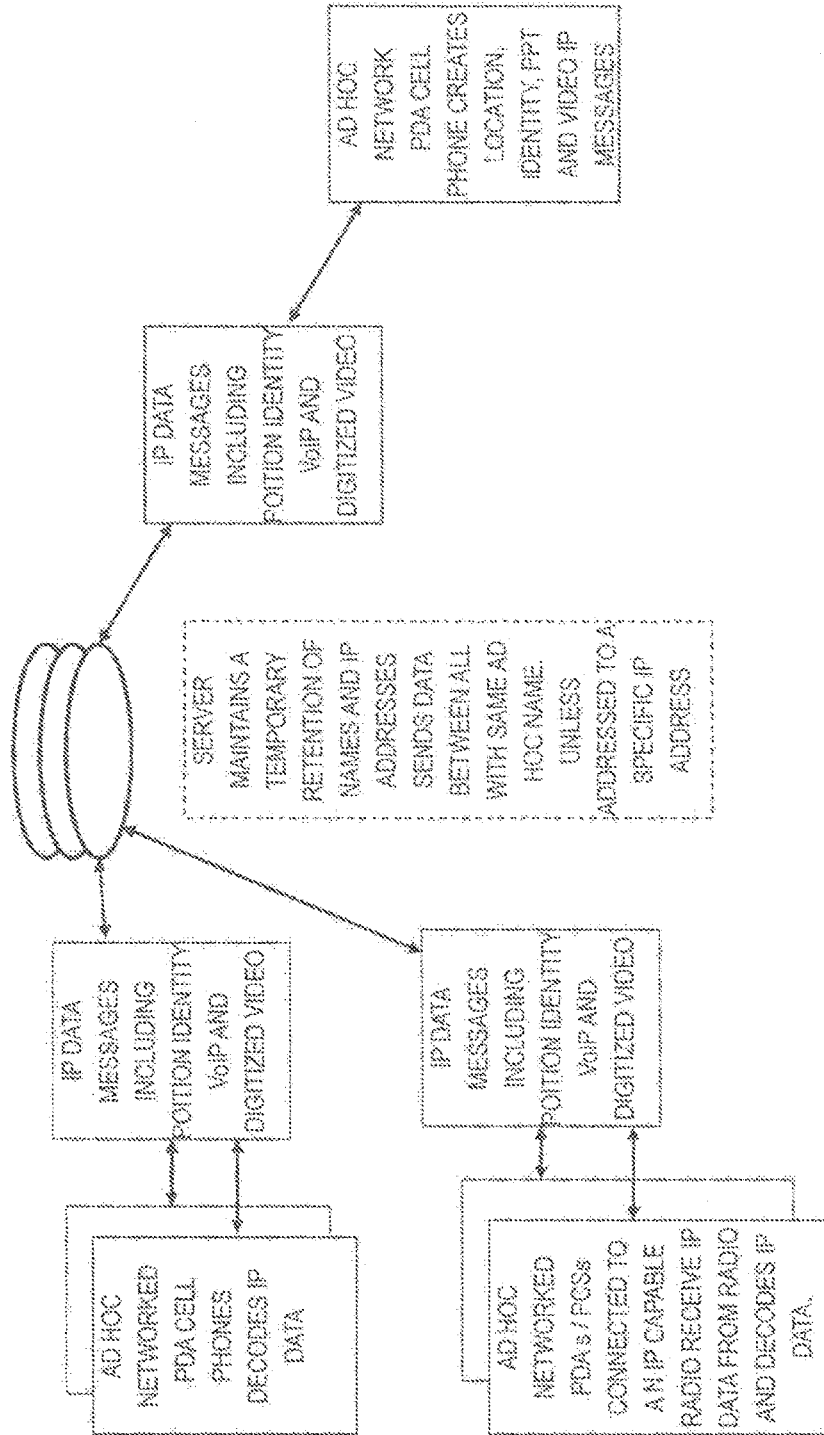 AD HOC
NETWORKED
PDA CELL
PHONES
DECODES IP
DATA
IP DATA
MESSAGES
INCLUDING
POITION IDENTITY
VoIP AND
DIGITIZED VIDEO
AD HOC
NETWORKED
PDA s / PCSs
CONNECTED TO
A N IP CAPABLE
RADIO RECEIVE IP
DATA FROM RADIO
AND DECODES IP
DATA.
IP DATA
MESSAGES
INCLUDING
POITION IDENTITY
VoIP AND
DIGITIZED VIDEO
SERVER
MAINTAINS A
TEMPORARY
RETENTION OF
NAMES AND IP
ADDRESSES
SENDS DATA
BETWEEN ALL
WITH SAME AD
HOC NAME.
UNLESS
ADDRESSED TO A
SPECIFIC IP
ADDRESS
IP DATA
MESSAGES
INCLUDING
POITION IDENTITY
VoIP AND
DIGITIZED VIDEO
AD HOC
NETWORK
PDA CELL
PHONE CREATES
LOCATION,
IDENTITY, PPT
AND VIDEO IP
MESSAGES